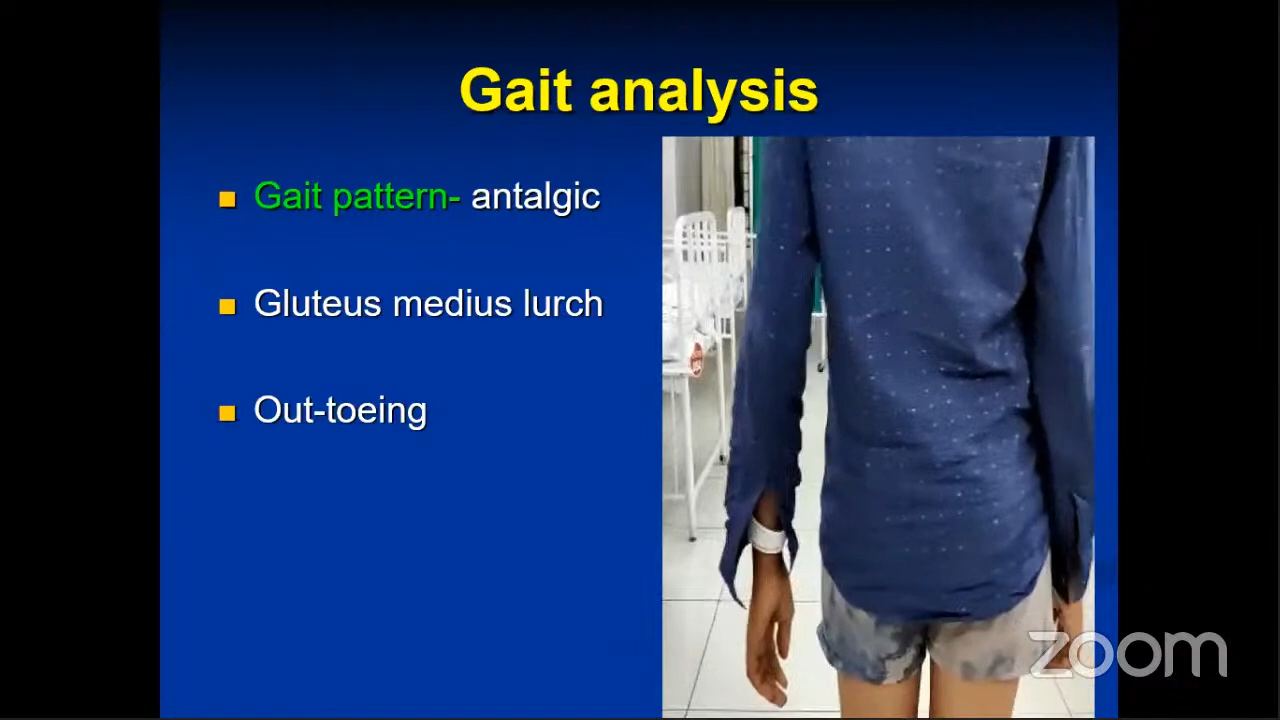 Gait analysis
Gait pattern- antalgic
Gluteus medius lurch
Out-toeing
zoom